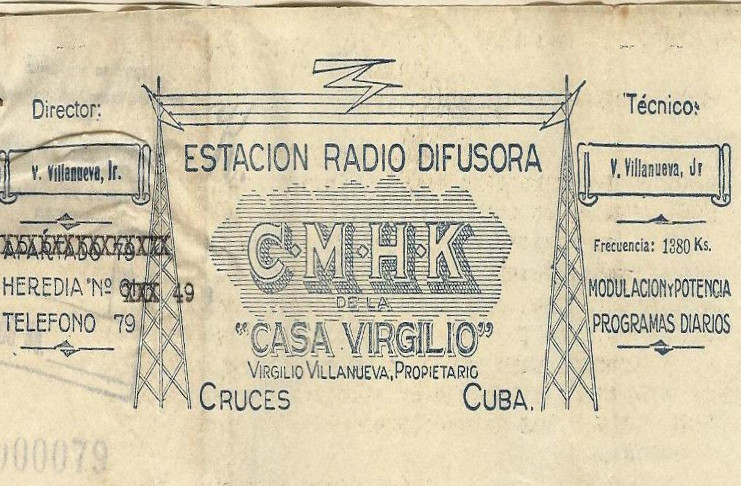 Director:
V. Villanueva, Jr.
APARTADO 79
HEREDIA Nº 49
TELEFONO 79
ESTACION RADIO DIFUSORA
C·M·H·K
DE LA
"CASA VIRGILIO"
VIRGILIO VILLANUEVA, PROPIETARIO
CRUCES CUBA.
Técnico:
V. Villanueva, Jr
Frecuencia: 1380 Ks.
MODULACION Y POTENCIA
PROGRAMAS DIARIOS
000079